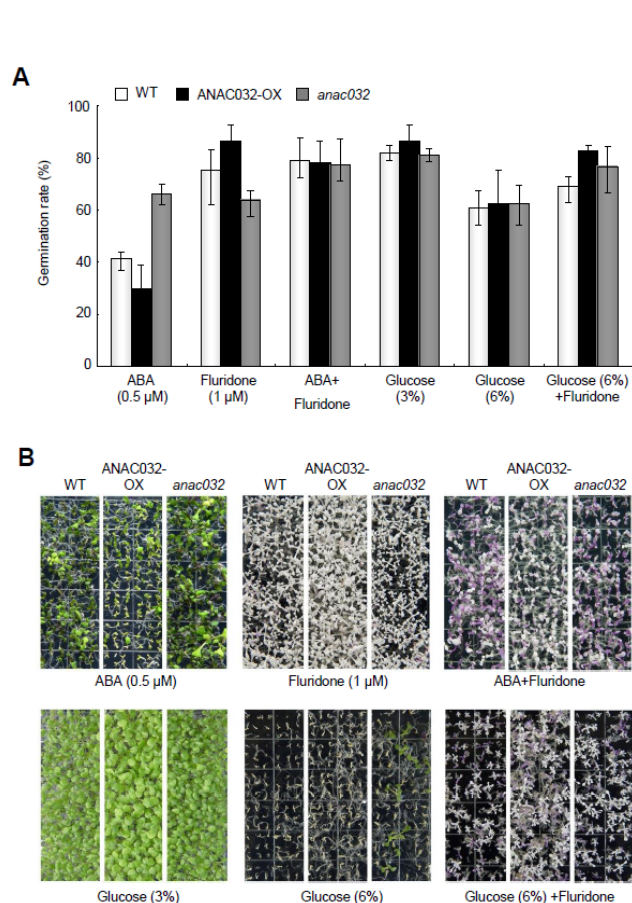 A
WT ANAC032-OX anac032
Germination rate (%)
100
80
60
40
20
0
ABA (0.5 µM)
Fluridone (1 µM)
ABA+ Fluridone
Glucose (3%)
Glucose (6%)
Glucose (6%) +Fluridone
B
WT ANAC032-OX anac032
WT ANAC032-OX anac032
WT ANAC032-OX anac032
ABA (0.5 µM)
Fluridone (1 µM)
ABA+Fluridone
Glucose (3%)
Glucose (6%)
Glucose (6%) +Fluridone